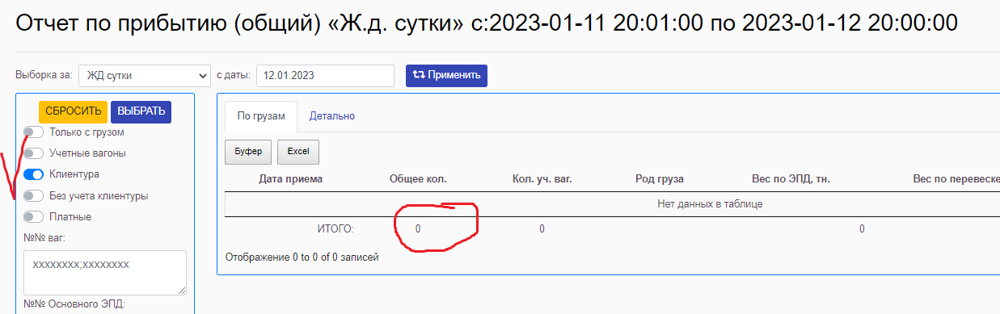 Отчет по прибытию (общий) «Ж.д. сутки» с:2023-01-11 20:01:00 по 2023-01-12 20:00:00
Выборка за: ЖД сутки с даты: 12.01.2023 Применить
СБРОСИТЬ ВЫБРАТЬ
Только с грузом
Учетные вагоны
Клиентура
Без учета клиентуры
Платные
№№ ваг:
xxxxxxxx;xxxxxxxx
№№ Основного ЭПД:
По грузам Детально
Буфер Excel
Дата приема Общее кол. Кол. уч. ваг. Род груза Вес по ЭПД, тн. Вес по перевеске
Нет данных в таблице
ИТОГО: 0 0 0
Отображение 0 to 0 of 0 записей